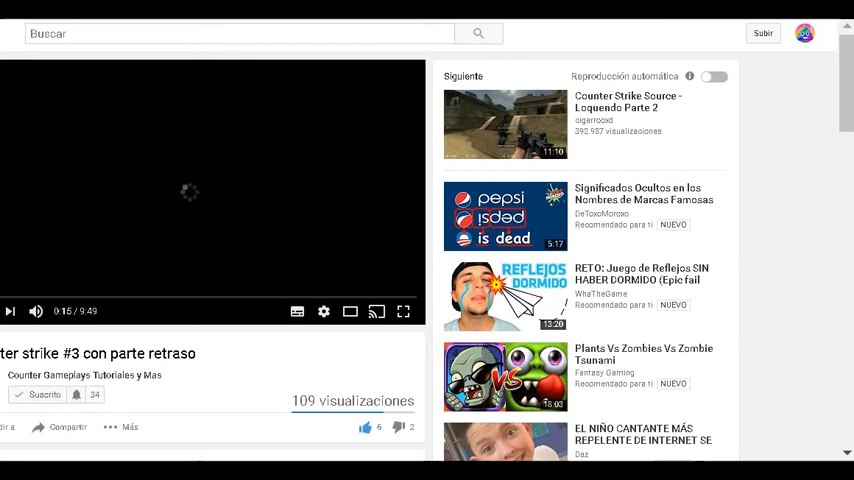 Buscar
Subir
Siguiente
Reproducción automática
Counter Strike Source -
Loquendo Parte 2
cigarrooxd
392.987 visualizaciones
11:10
pepsi
isdəd
is dead
5:17
Significados Ocultos en los
Nombres de Marcas Famosas
DeToxoMoroxo
Recomendado para ti NUEVO
REFLEJOS
DORMIDO
13:20
RETO: Juego de Reflejos SIN
HABER DORMIDO (Epic fail
WhaTheGame
Recomendado para ti NUEVO
0:15 / 9:49
ter strike #3 con parte retraso
Counter Gameplays Tutoriales y Mas
Suscrito 34
109 visualizaciones
dir a
Compartir
Más
6
2
VS
18:03
Plants Vs Zombies Vs Zombie
Tsunami
Fantasy Gaming
Recomendado para ti NUEVO
EL NIÑO CANTANTE MÁS
REPELENTE DE INTERNET SE
Daz